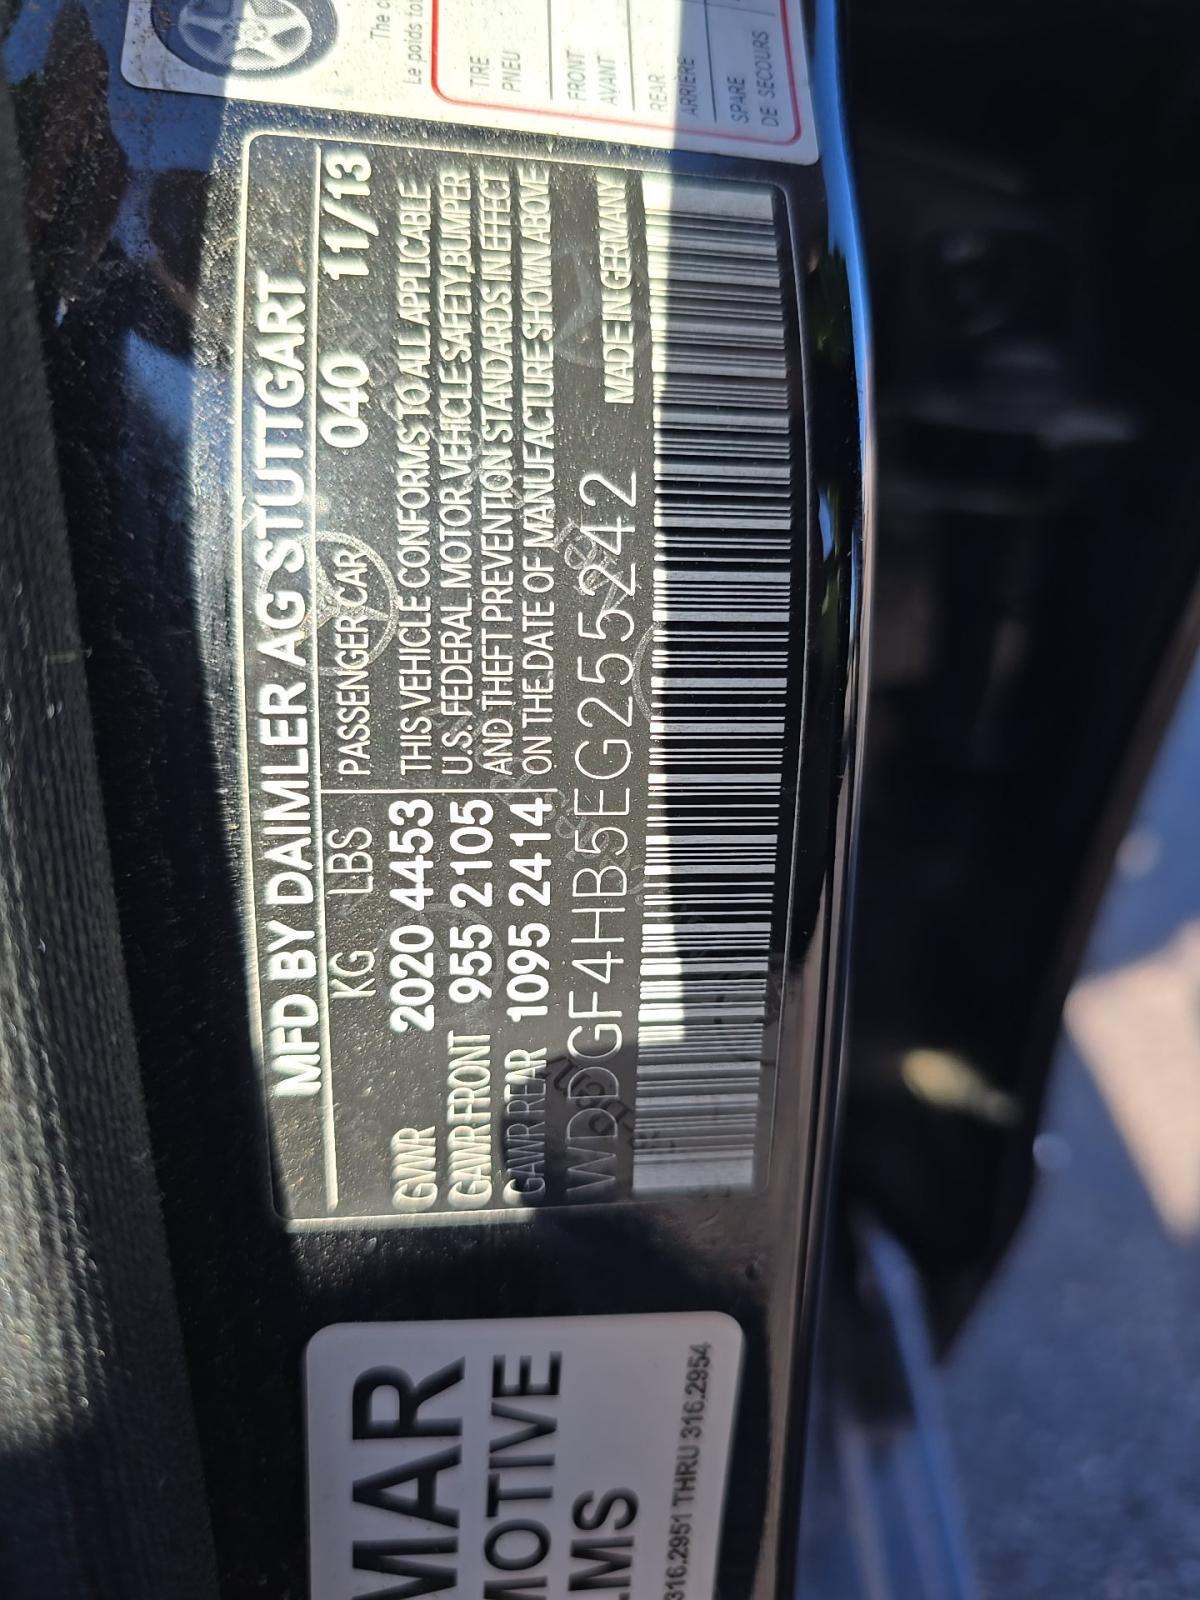 MAR
MOTIVE
LMS
316.2951 THRU 316.2954
MFD BY DAIMLER AG STUTTGART
KG LBS PASSENGER CAR 040 11/13
GVWR 2020 4453 THIS VEHICLE CONFORMS TO ALL APPLICABLE
GAWR FRONT 955 2105 U.S. FEDERAL MOTOR VEHICLE SAFETY,BUMPER
GAWR REAR 1095 2414 AND THEFT PREVENTION STANDARDS IN EFFECT
ON THE DATE OF MANUFACTURE SHOWN ABOVE
WDDGF4HB5EG255242 MADE IN GERMANY
The
Le poids
TIRE
PNEU
FRONT
AVANT
REAR
ARRIÈRE
SPARE
DE SECOURS